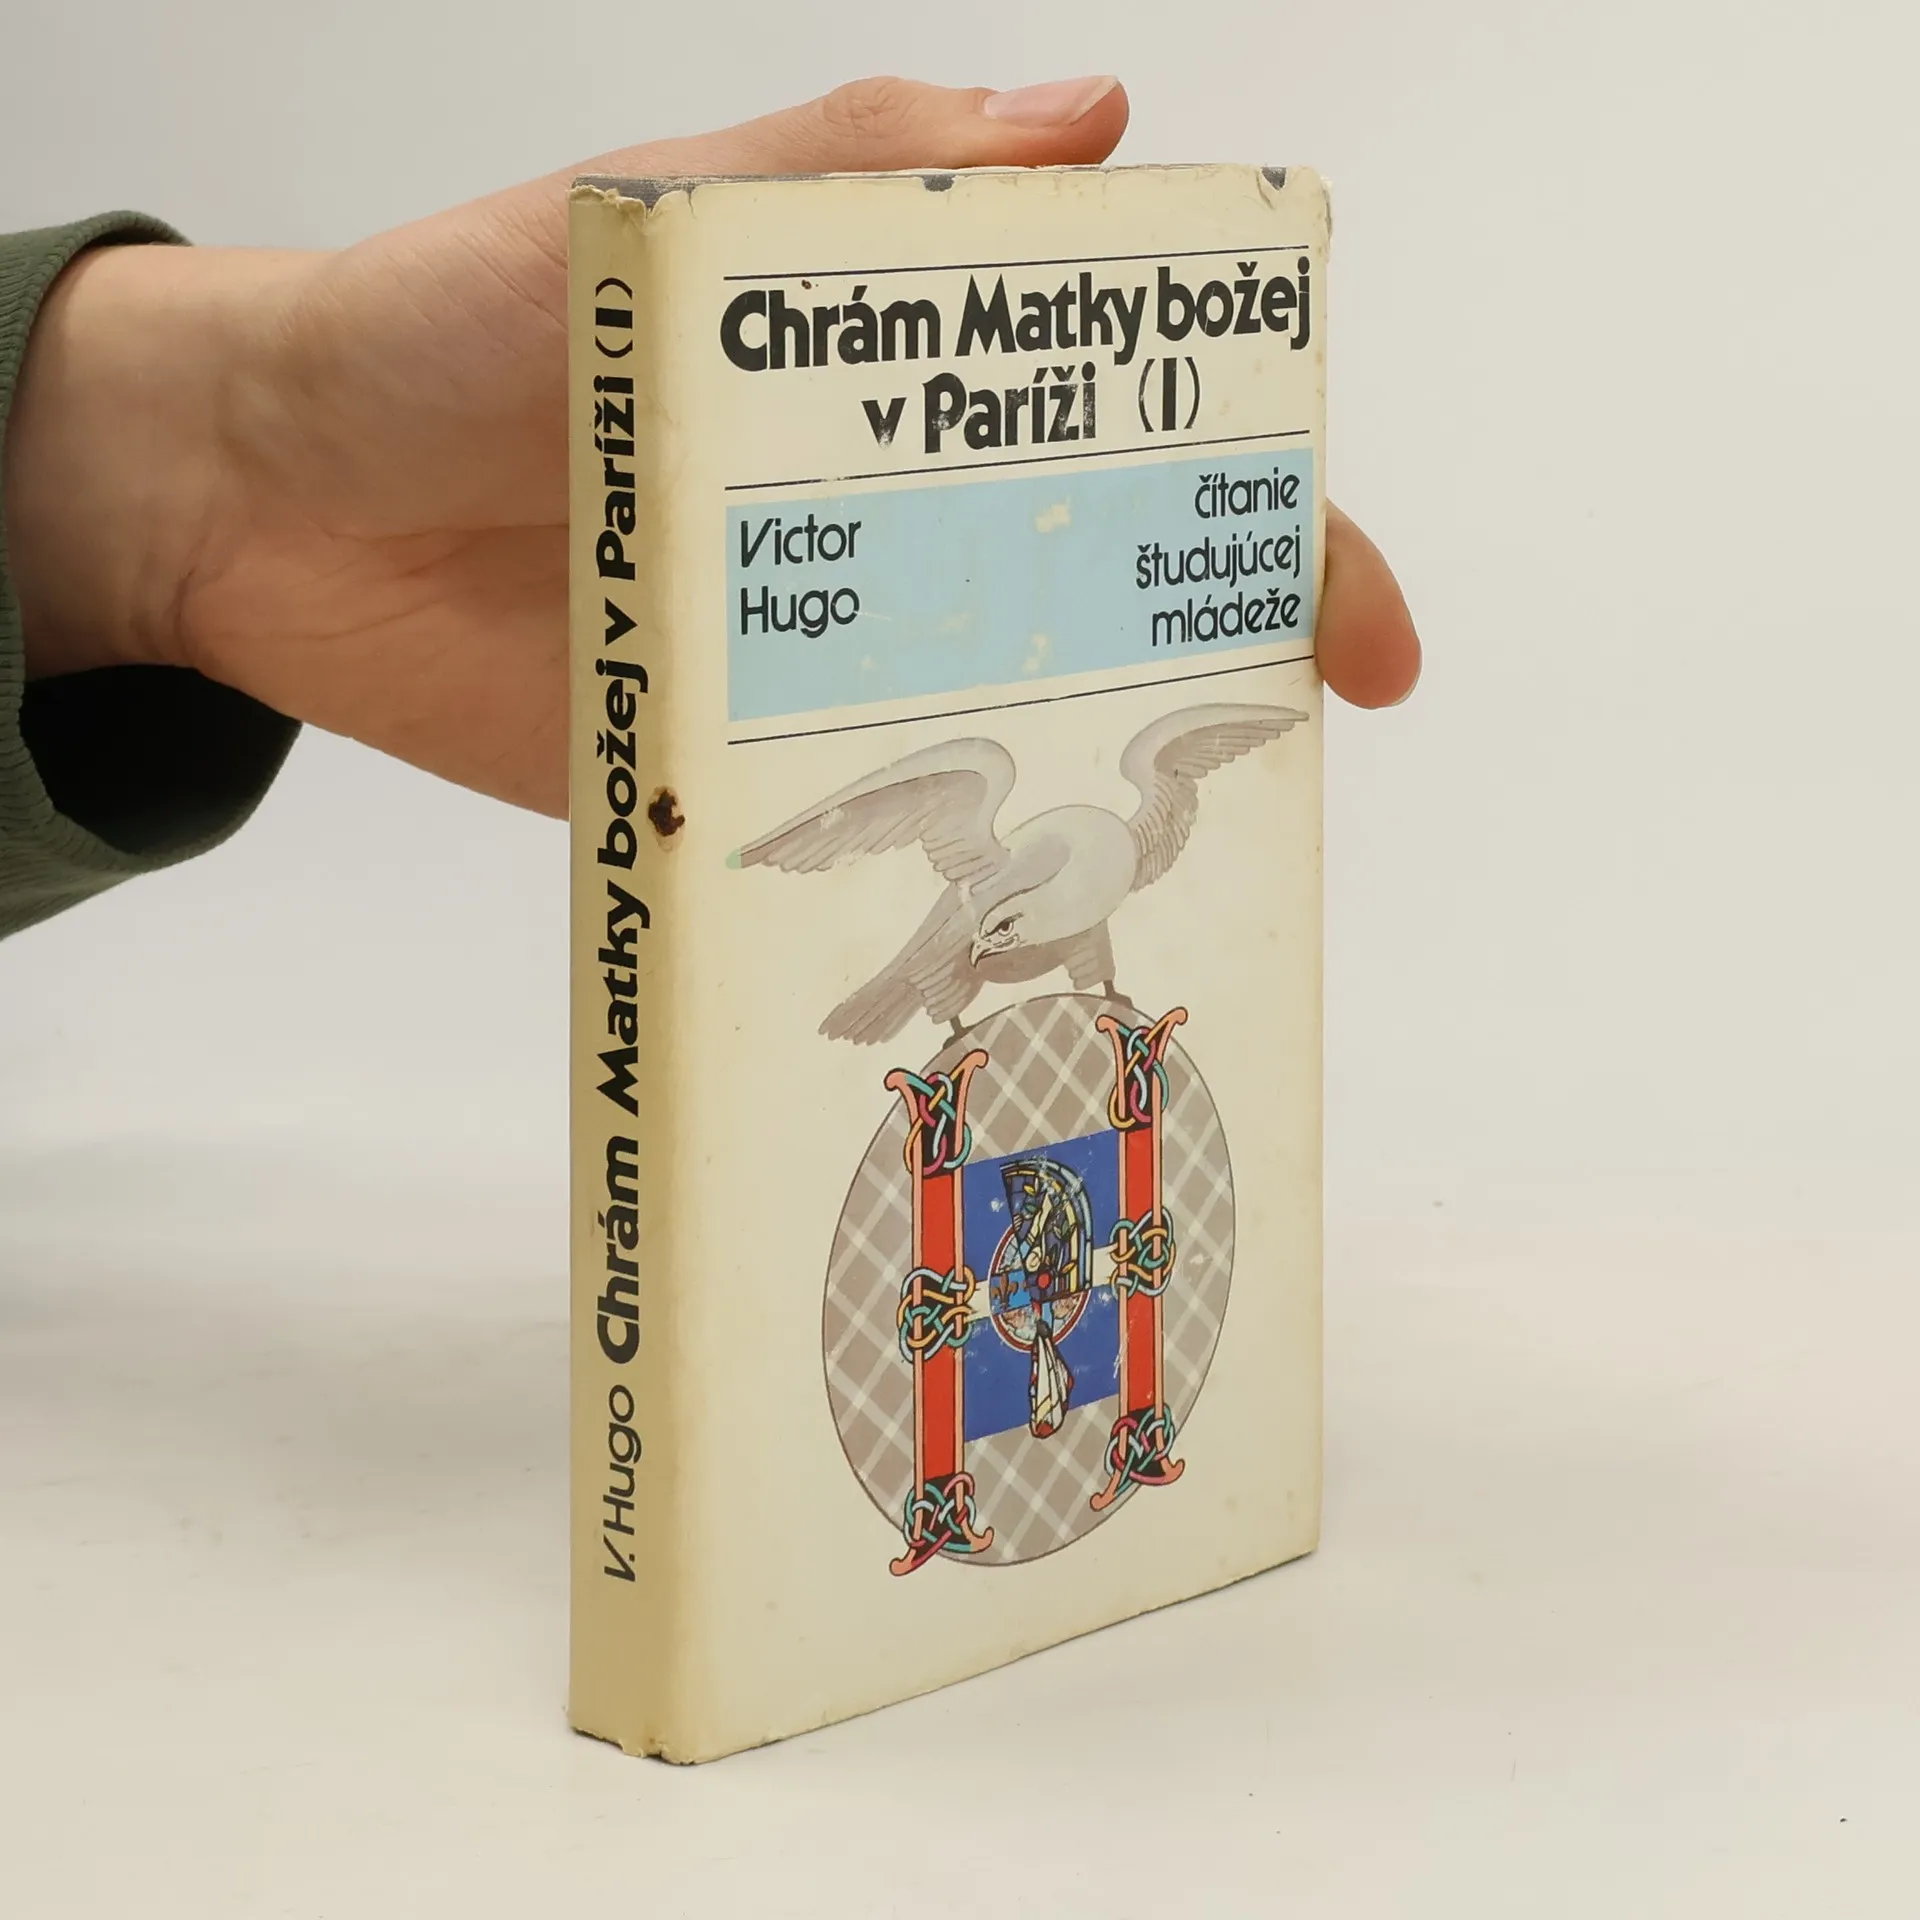 Chrám Matky božej
v Paríži (I)
Victor
Hugo
čítanie
študujúcej
mládeže
V. Hugo Chrám Matky božej v Paríži (I)